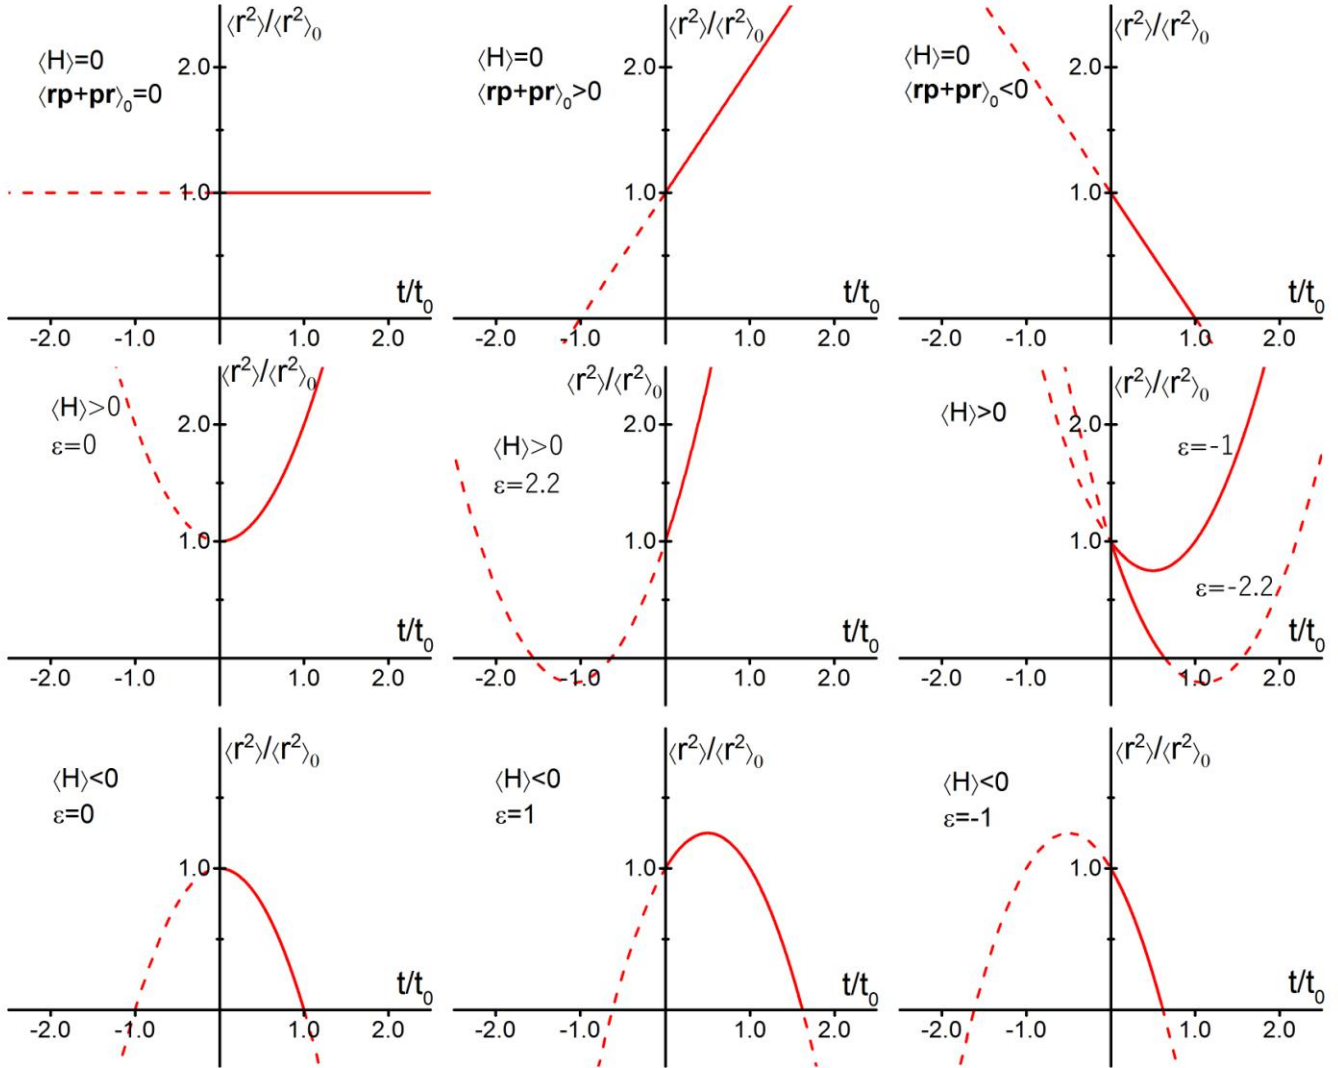 ⟨r²⟩/⟨r²⟩₀
⟨H⟩=0
⟨rp+pr⟩₀=0
2.0
1.0
t/t₀
-2.0 -1.0 1.0 2.0
⟨r²⟩/⟨r²⟩₀
⟨H⟩=0
⟨rp+pr⟩₀>0
2.0
1.0
t/t₀
-2.0 -1.0 1.0 2.0
⟨r²⟩/⟨r²⟩₀
⟨H⟩=0
⟨rp+pr⟩₀<0
2.0
1.0
t/t₀
-2.0 -1.0 1.0 2.0
⟨r²⟩/⟨r²⟩₀
⟨H⟩>0
ε=0
2.0
1.0
t/t₀
-2.0 -1.0 1.0 2.0
⟨r²⟩/⟨r²⟩₀
⟨H⟩>0
ε=2.2
2.0
1.0
t/t₀
-2.0 -1.0 1.0 2.0
⟨r²⟩/⟨r²⟩₀
⟨H⟩>0
2.0
ε=-1
1.0
ε=-2.2
t/t₀
-2.0 -1.0 1.0 2.0
⟨r²⟩/⟨r²⟩₀
⟨H⟩<0
ε=0
1.0
t/t₀
-2.0 -1.0 1.0 2.0
⟨r²⟩/⟨r²⟩₀
⟨H⟩<0
ε=1
1.0
t/t₀
-2.0 -1.0 1.0 2.0
⟨r²⟩/⟨r²⟩₀
⟨H⟩<0
ε=-1
1.0
t/t₀
-2.0 -1.0 1.0 2.0